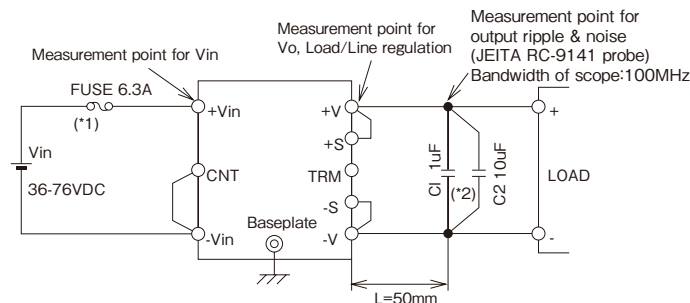 Measurement point for Vin
Measurement point for
Vo, Load/Line regulation
Measurement point for
output ripple & noise
(JEITA RC-9141 probe)
Bandwidth of scope:100MHz
FUSE 6.3A
(*1)
+Vin
+V
+
+S
Vin
36-76VDC
CNT
TRM
C1 1uF
(*2)
C2 10uF
LOAD
-S
Baseplate
-Vin
-V
-
L=50mm